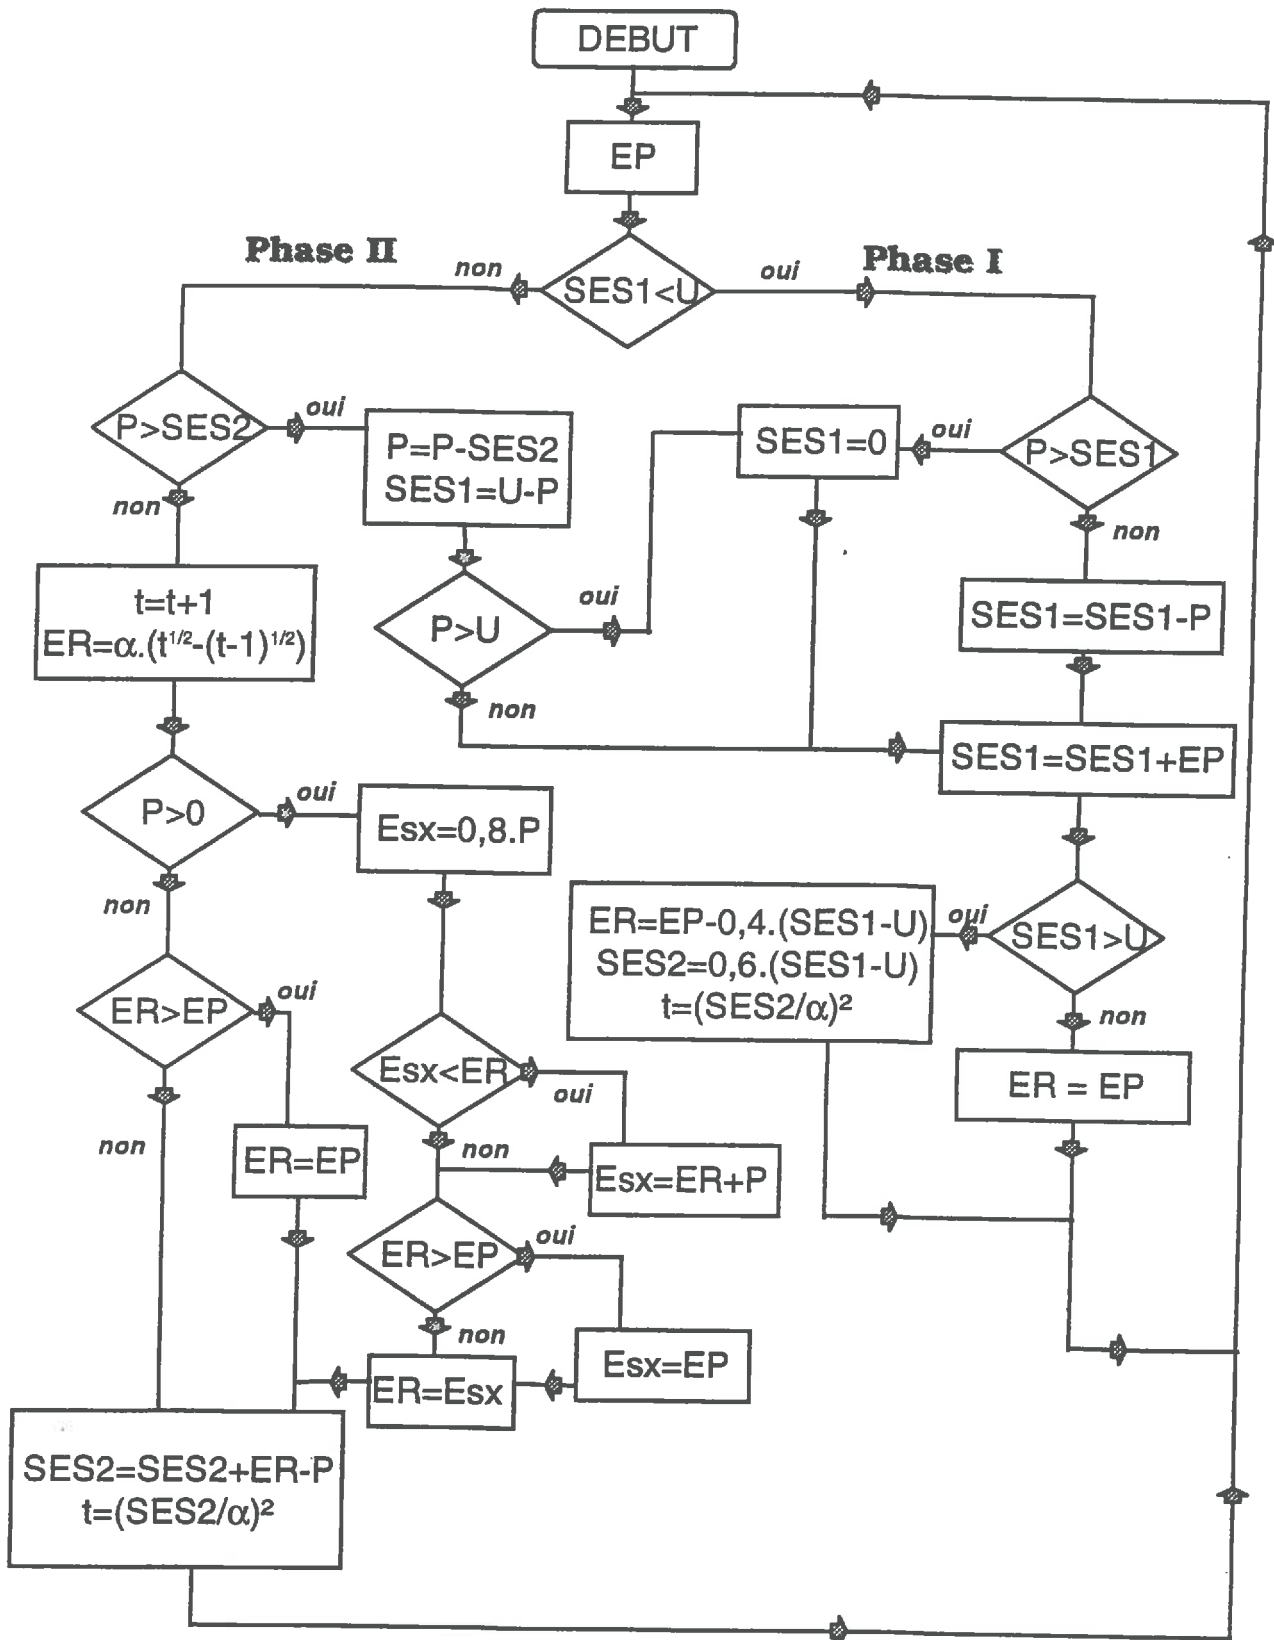 DEBUT
EP
Phase II
non
SES1<U
oui
Phase I
P>SES2
oui
non
P=P-SES2
SES1=U-P
SES1=0
oui
P>SES1
non
t=t+1
ER=α.(t^1/2-(t-1)^1/2)
P>U
oui
non
SES1=SES1-P
SES1=SES1+EP
P>0
oui
non
Esx=0,8.P
ER=EP-0,4.(SES1-U)
SES2=0,6.(SES1-U)
t=(SES2/α)²
oui
SES1>U
non
ER = EP
ER>EP
oui
non
ER=EP
Esx<ER
oui
non
Esx=ER+P
ER>EP
oui
non
Esx=EP
ER=Esx
SES2=SES2+ER-P
t=(SES2/α)²